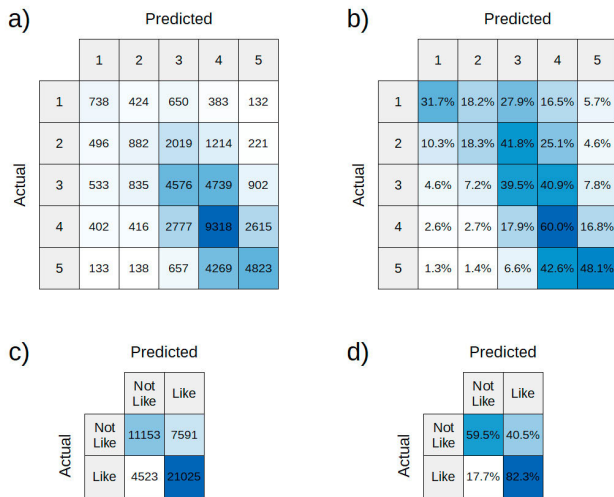 a)
Predicted
1 2 3 4 5
1 738 424 650 383 132
2 496 882 2019 1214 221
3 533 835 4576 4739 902
4 402 416 2777 9318 2615
5 133 138 657 4269 4823
Actual
b)
Predicted
1 2 3 4 5
1 31.7% 18.2% 27.9% 16.5% 5.7%
2 10.3% 18.3% 41.8% 25.1% 4.6%
3 4.6% 7.2% 39.5% 40.9% 7.8%
4 2.6% 2.7% 17.9% 60.0% 16.8%
5 1.3% 1.4% 6.6% 42.6% 48.1%
Actual
c)
Predicted
Not
Like Like
Not
Like 11153 7591
Like 4523 21025
Actual
d)
Predicted
Not
Like Like
Not
Like 59.5% 40.5%
Like 17.7% 82.3%
Actual